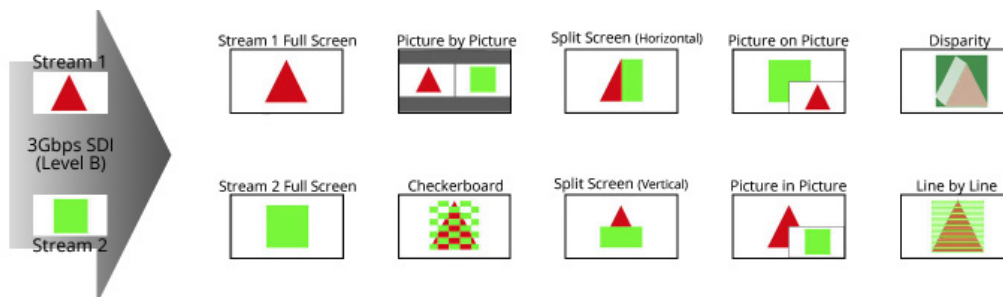 Stream 1
3Gbps SDI
(Level B)
Stream 2
Stream 1 Full Screen
Picture by Picture
Split Screen (Horizontal)
Picture on Picture
Disparity
Stream 2 Full Screen
Checkerboard
Split Screen (Vertical)
Picture in Picture
Line by Line